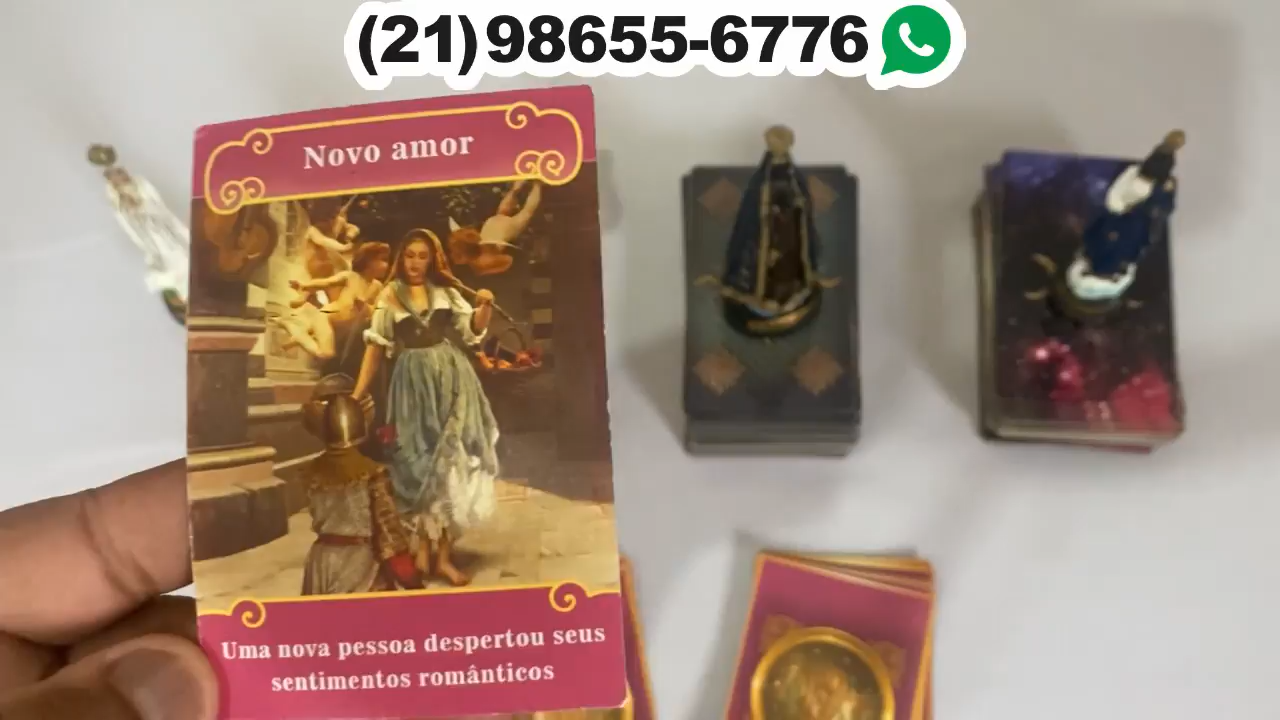 (21)98655-6776
Novo amor
Uma nova pessoa despertou seus
sentimentos românticos